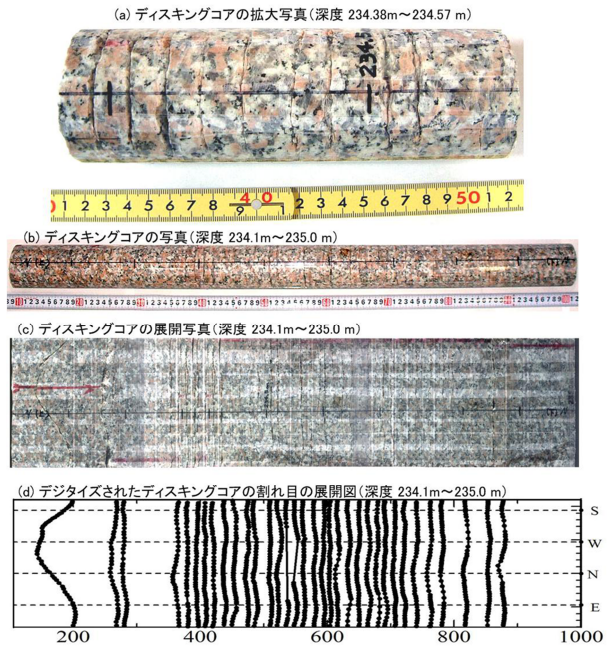 (a) ディスキングコアの拡大写真(深度 234.38m~234.57 m)
234.5
0 1 2 3 4 5 6 7 8 40 1 2 3 4 5 6 7 8 9 50 1 2
9
(b) ディスキングコアの写真(深度 234.1m~235.0 m)
(c) ディスキングコアの展開写真(深度 234.1m~235.0 m)
(d) デジタイズされたディスキングコアの割れ目の展開図(深度 234.1m~235.0 m)
S
W
N
E
200 400 600 800 1000